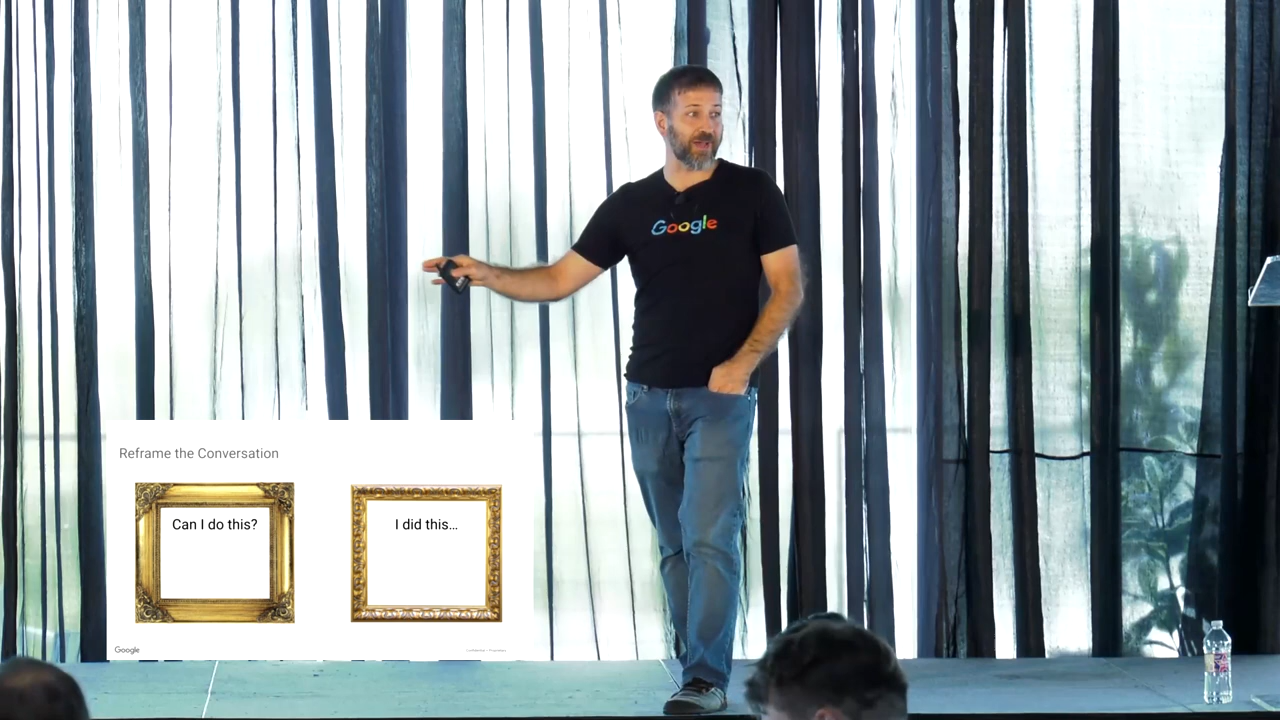 Google
Reframe the Conversation
Can I do this?
I did this...
Google